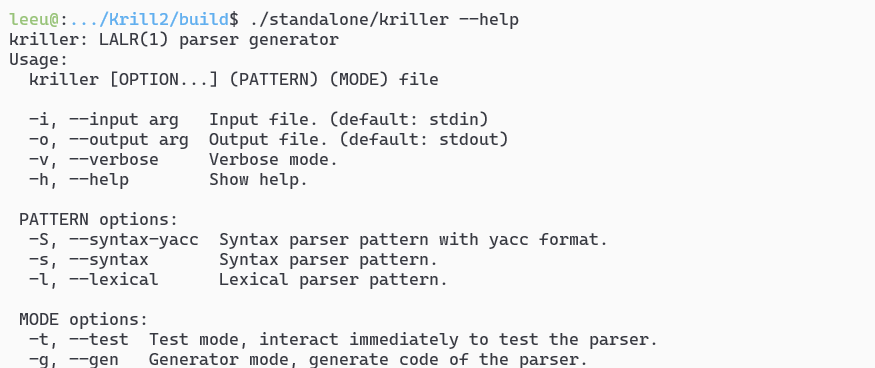 leeu@:.../Krill2/build$ ./standalone/kriller --help
kriller: LALR(1) parser generator
Usage:
  kriller [OPTION...] (PATTERN) (MODE) file

  -i, --input arg   Input file. (default: stdin)
  -o, --output arg  Output file. (default: stdout)
  -v, --verbose     Verbose mode.
  -h, --help        Show help.

 PATTERN options:
  -S, --syntax-yacc  Syntax parser pattern with yacc format.
  -s, --syntax       Syntax parser pattern.
  -l, --lexical      Lexical parser pattern.

 MODE options:
  -t, --test  Test mode, interact immediately to test the parser.
  -g, --gen   Generator mode, generate code of the parser.